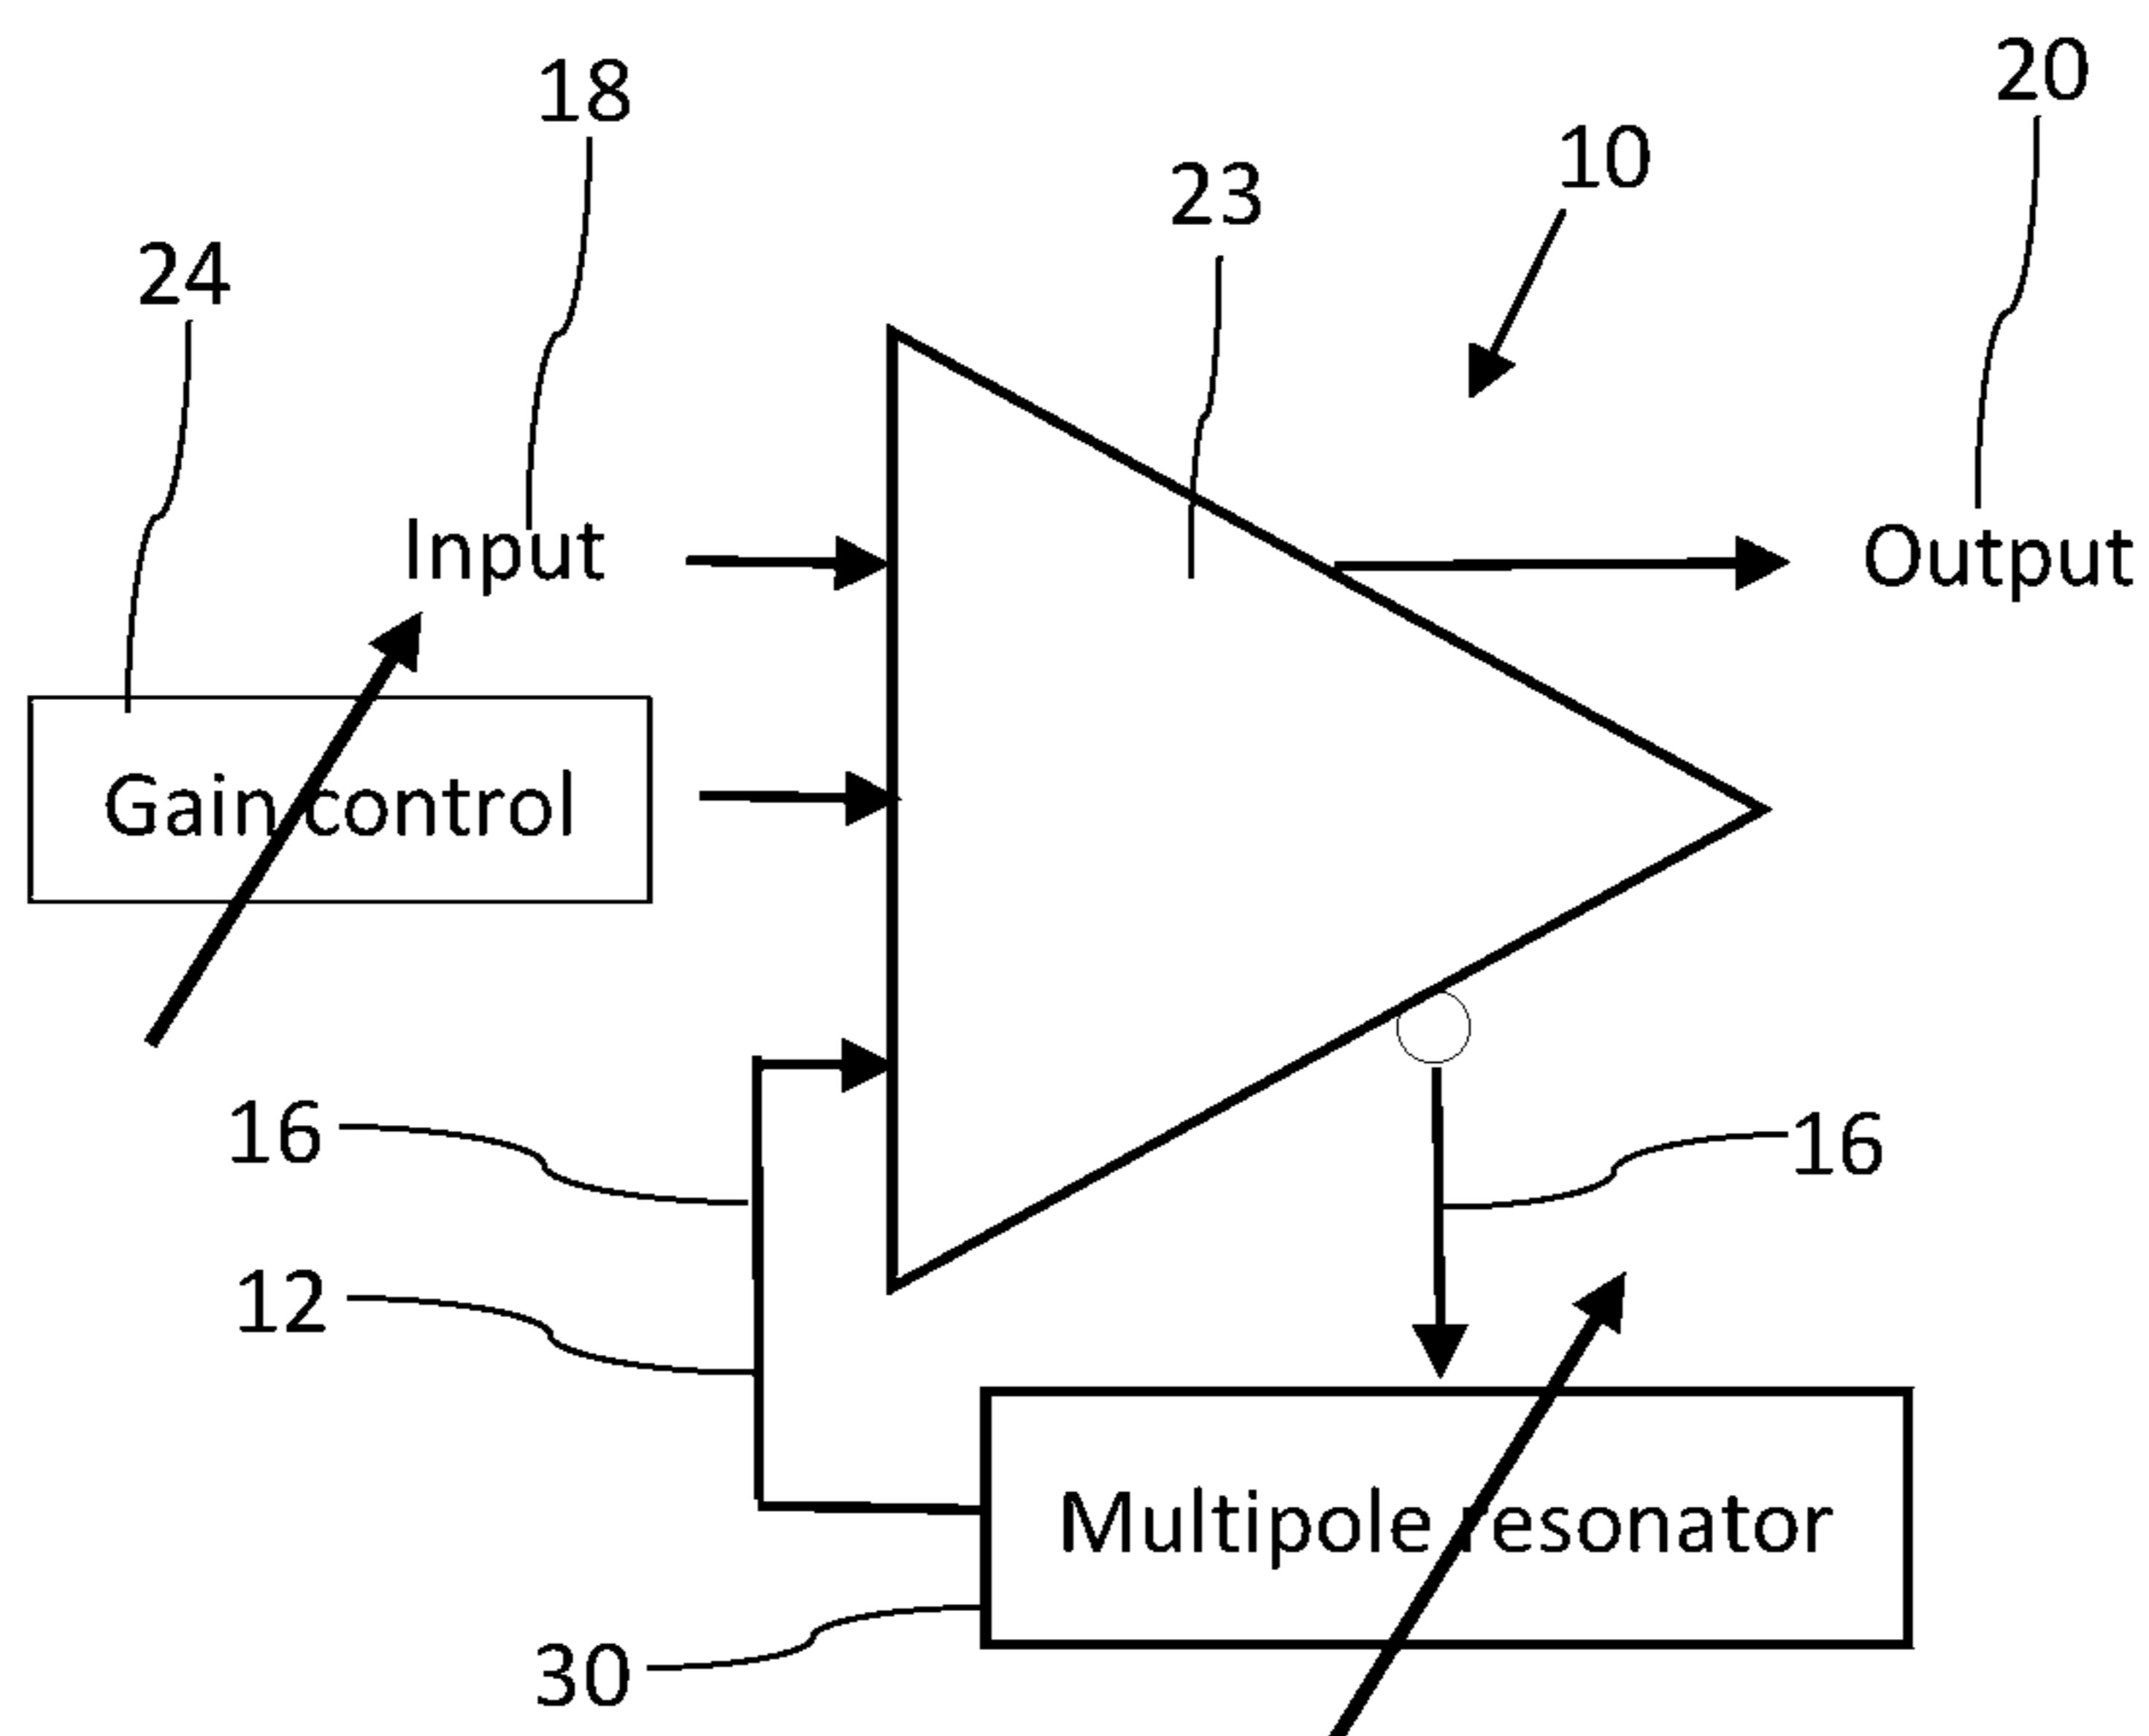 20
18
10
23
24
Input
Output
Gain control
16
16
12
Multipole resonator
30